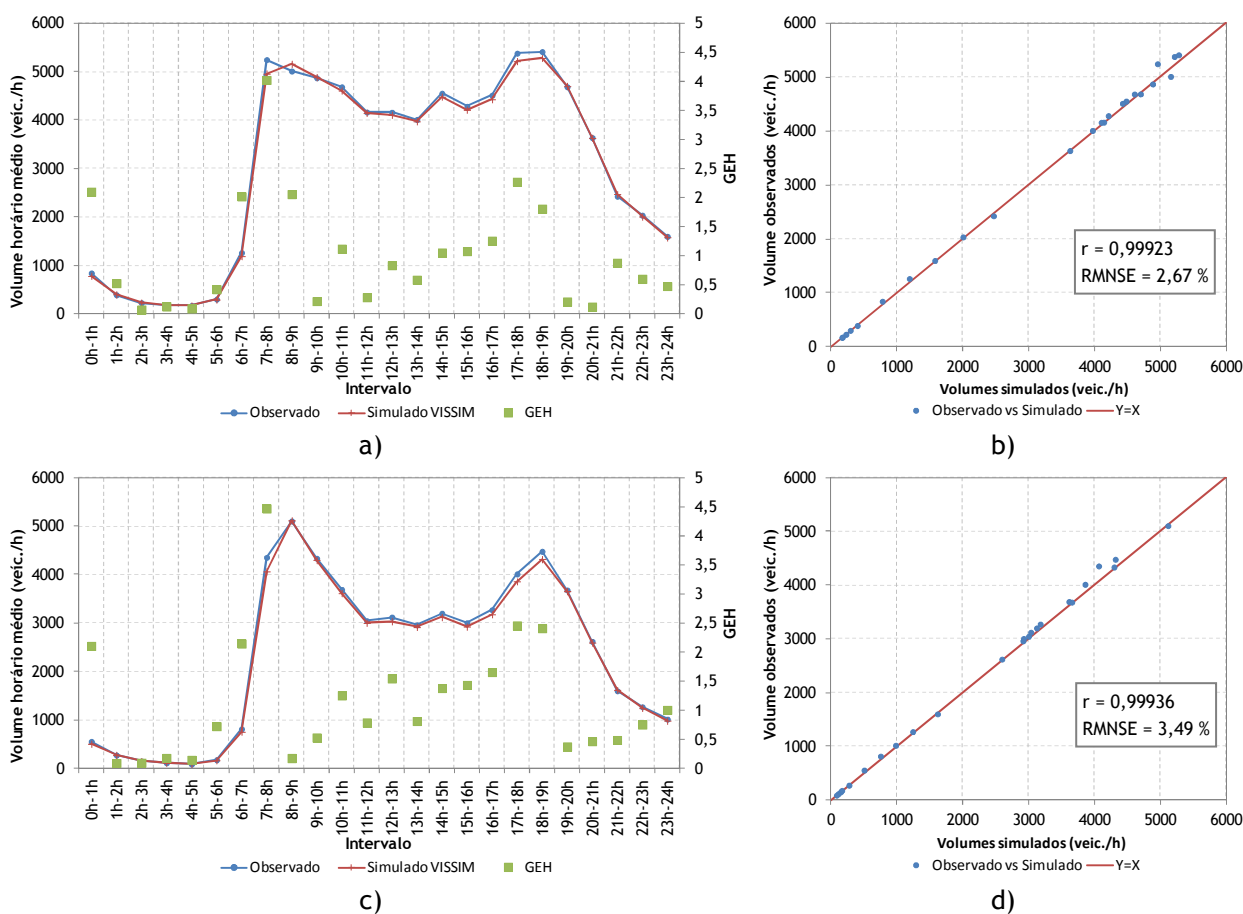 6000
5000
4000
3000
2000
1000
0
Volume horário médio (veíc./h)
5
4,5
4
3,5
3
2,5
2
1,5
1
0,5
0
GEH
0h-1h
1h-2h
2h-3h
3h-4h
4h-5h
5h-6h
6h-7h
7h-8h
8h-9h
9h-10h
10h-11h
11h-12h
12h-13h
13h-14h
14h-15h
15h-16h
16h-17h
17h-18h
18h-19h
19h-20h
20h-21h
21h-22h
22h-23h
23h-24h
Intervalo
Observado Simulado VISSIM GEH
a)
6000
5000
4000
3000
2000
1000
0
Volume observados (veíc./h)
r = 0,99923
RMNSE = 2,67 %
0 1000 2000 3000 4000 5000 6000
Volumes simulados (veic./h)
Observado vs Simulado Y=X
b)
6000
5000
4000
3000
2000
1000
0
Volume horário médio (veíc./h)
5
4,5
4
3,5
3
2,5
2
1,5
1
0,5
0
GEH
0h-1h
1h-2h
2h-3h
3h-4h
4h-5h
5h-6h
6h-7h
7h-8h
8h-9h
9h-10h
10h-11h
11h-12h
12h-13h
13h-14h
14h-15h
15h-16h
16h-17h
17h-18h
18h-19h
19h-20h
20h-21h
21h-22h
22h-23h
23h-24h
Intervalo
Observado Simulado VISSIM GEH
c)
6000
5000
4000
3000
2000
1000
0
Volume observados (veíc./h)
r = 0,99936
RMNSE = 3,49 %
0 1000 2000 3000 4000 5000 6000
Volumes simulados (veic./h)
Observado vs Simulado Y=X
d)